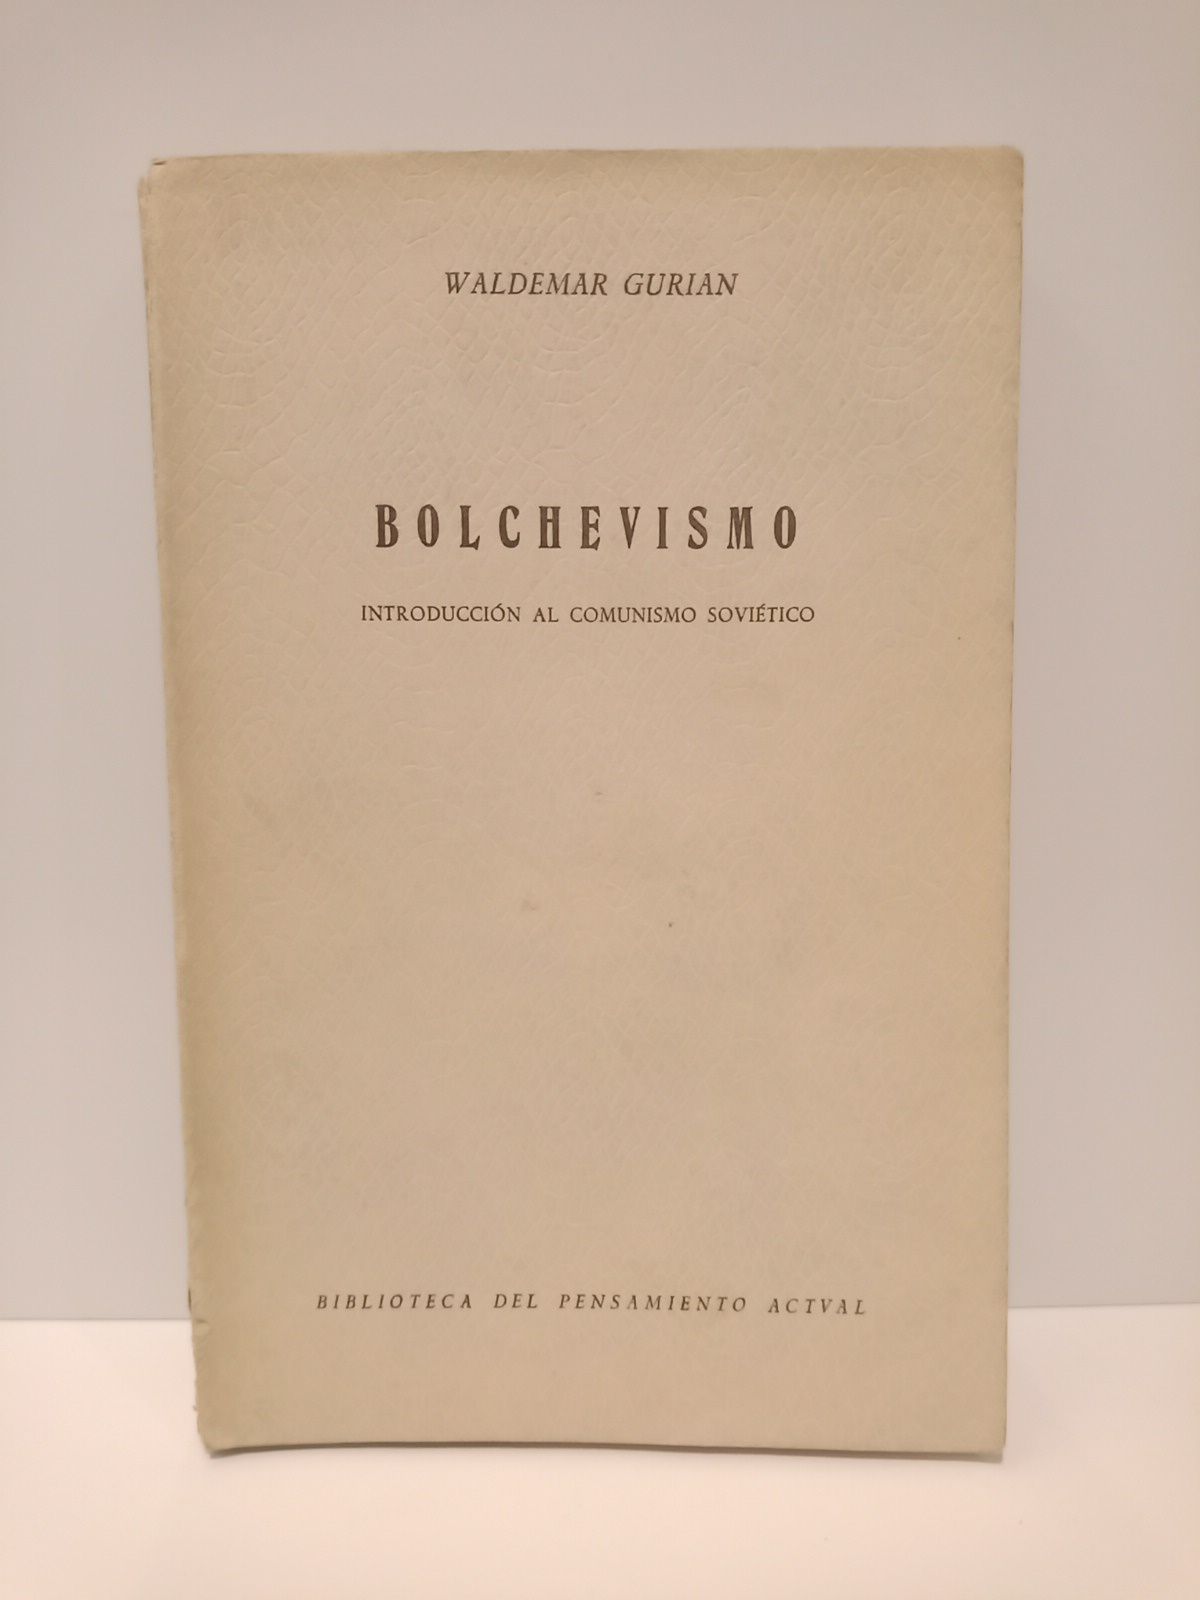 WALDEMAR GURIAN
BOLCHEVISMO
INTRODUCCIÓN AL COMUNISMO SOVIÉTICO
BIBLIOTECA DEL PENSAMIENTO ACTVAL